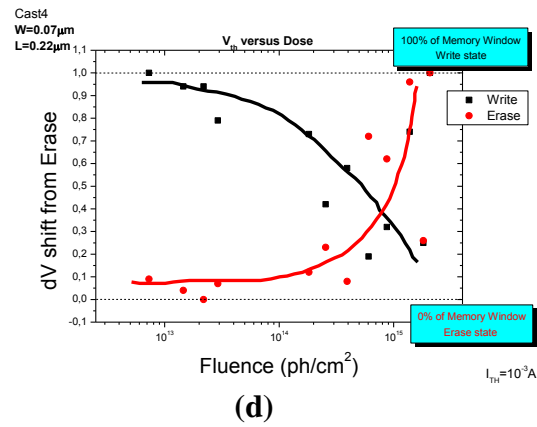 Cast4
W=0.07µm
L=0.22µm
V_th versus Dose
100% of Memory Window
Write state
Write
Erase
1,1
1,0
0,9
0,8
0,7
0,6
0,5
0,4
0,3
0,2
0,1
0,0
-0,1
dV shift from Erase
0% of Memory Window
Erase state
10^13
10^14
10^15
Fluence (ph/cm²)
I_TH=10^-3A
(d)